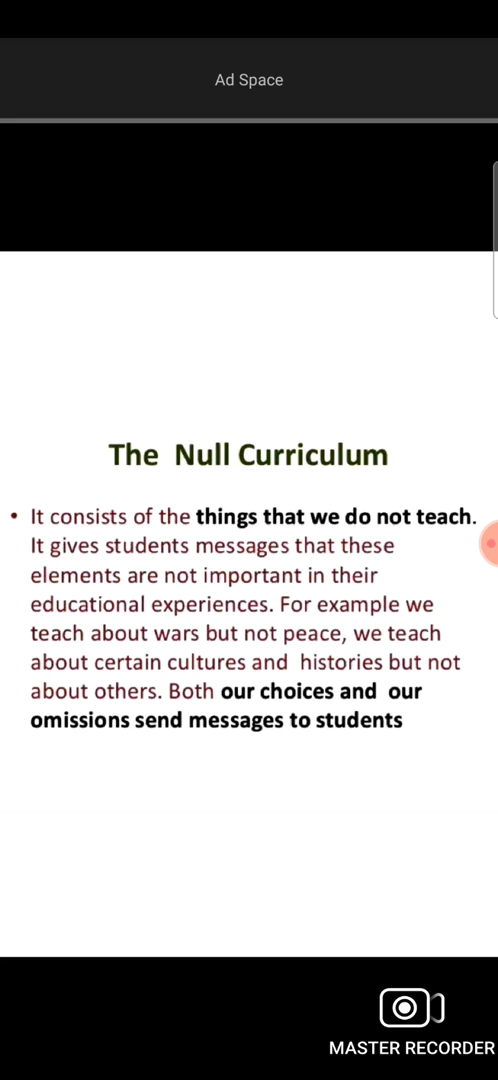 Ad Space
The Null Curriculum
• It consists of the things that we do not teach.
It gives students messages that these
elements are not important in their
educational experiences. For example we
teach about wars but not peace, we teach
about certain cultures and histories but not
about others. Both our choices and our
omissions send messages to students
MASTER RECORDER